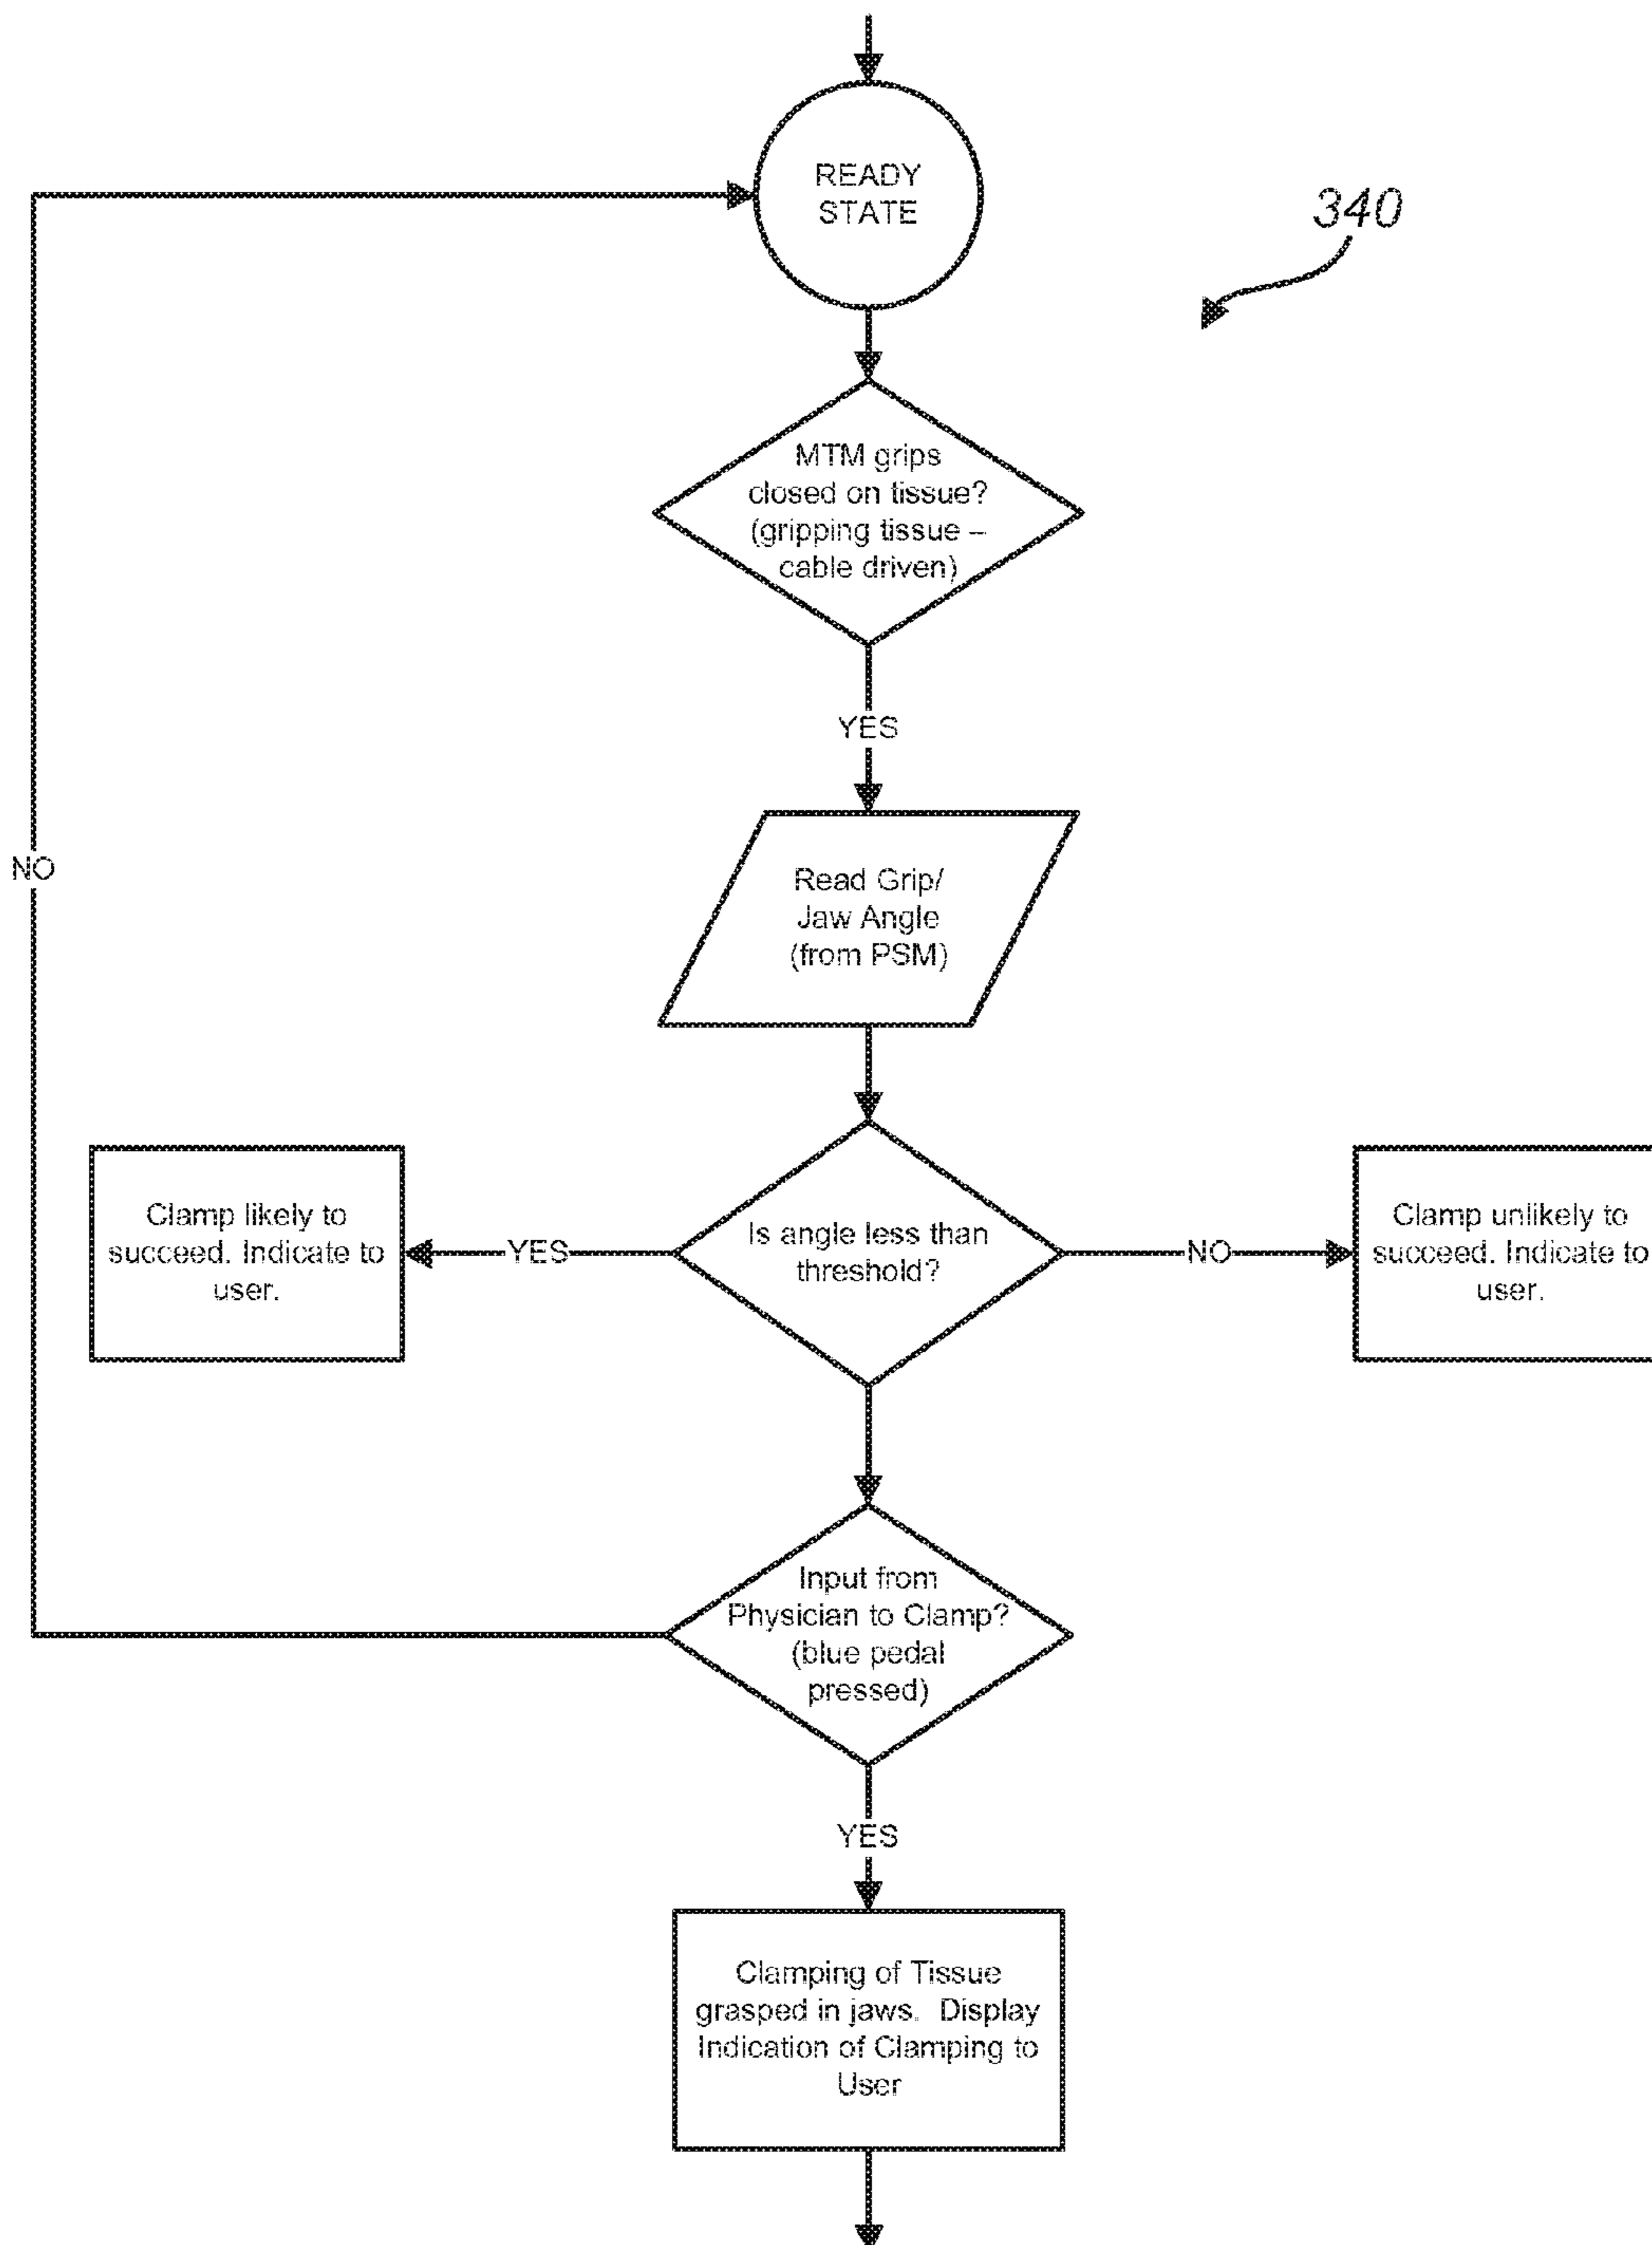 READY
STATE
340
MTM grips
closed on tissue?
(gripping tissue –
cable driven)
YES
NO
Read Grip/
Jaw Angle
(from PSM)
Clamp likely to
succeed. Indicate to
user.
YES
Is angle less than
threshold?
NO
Clamp unlikely to
succeed. Indicate to
user.
Input from
Physician to Clamp?
(blue pedal
pressed)
YES
Clamping of Tissue
grasped in jaws. Display
Indication of Clamping to
User